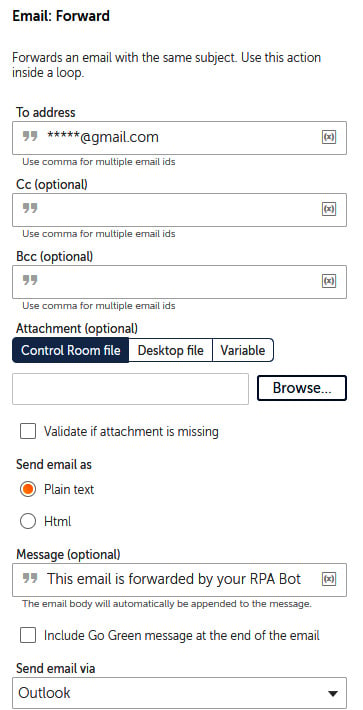 Email: Forward
Forwards an email with the same subject. Use this action
inside a loop.
To address
❞ *****@gmail.com (x)
Use comma for multiple email ids
Cc (optional)
❞ (x)
Use comma for multiple email ids
Bcc (optional)
❞ (x)
Use comma for multiple email ids
Attachment (optional)
Control Room file Desktop file Variable
Browse...
Validate if attachment is missing
Send email as
Plain text
Html
Message (optional)
❞ This email is forwarded by your RPA Bot (x)
The email body will automatically be appended to the message.
Include Go Green message at the end of the email
Send email via
Outlook